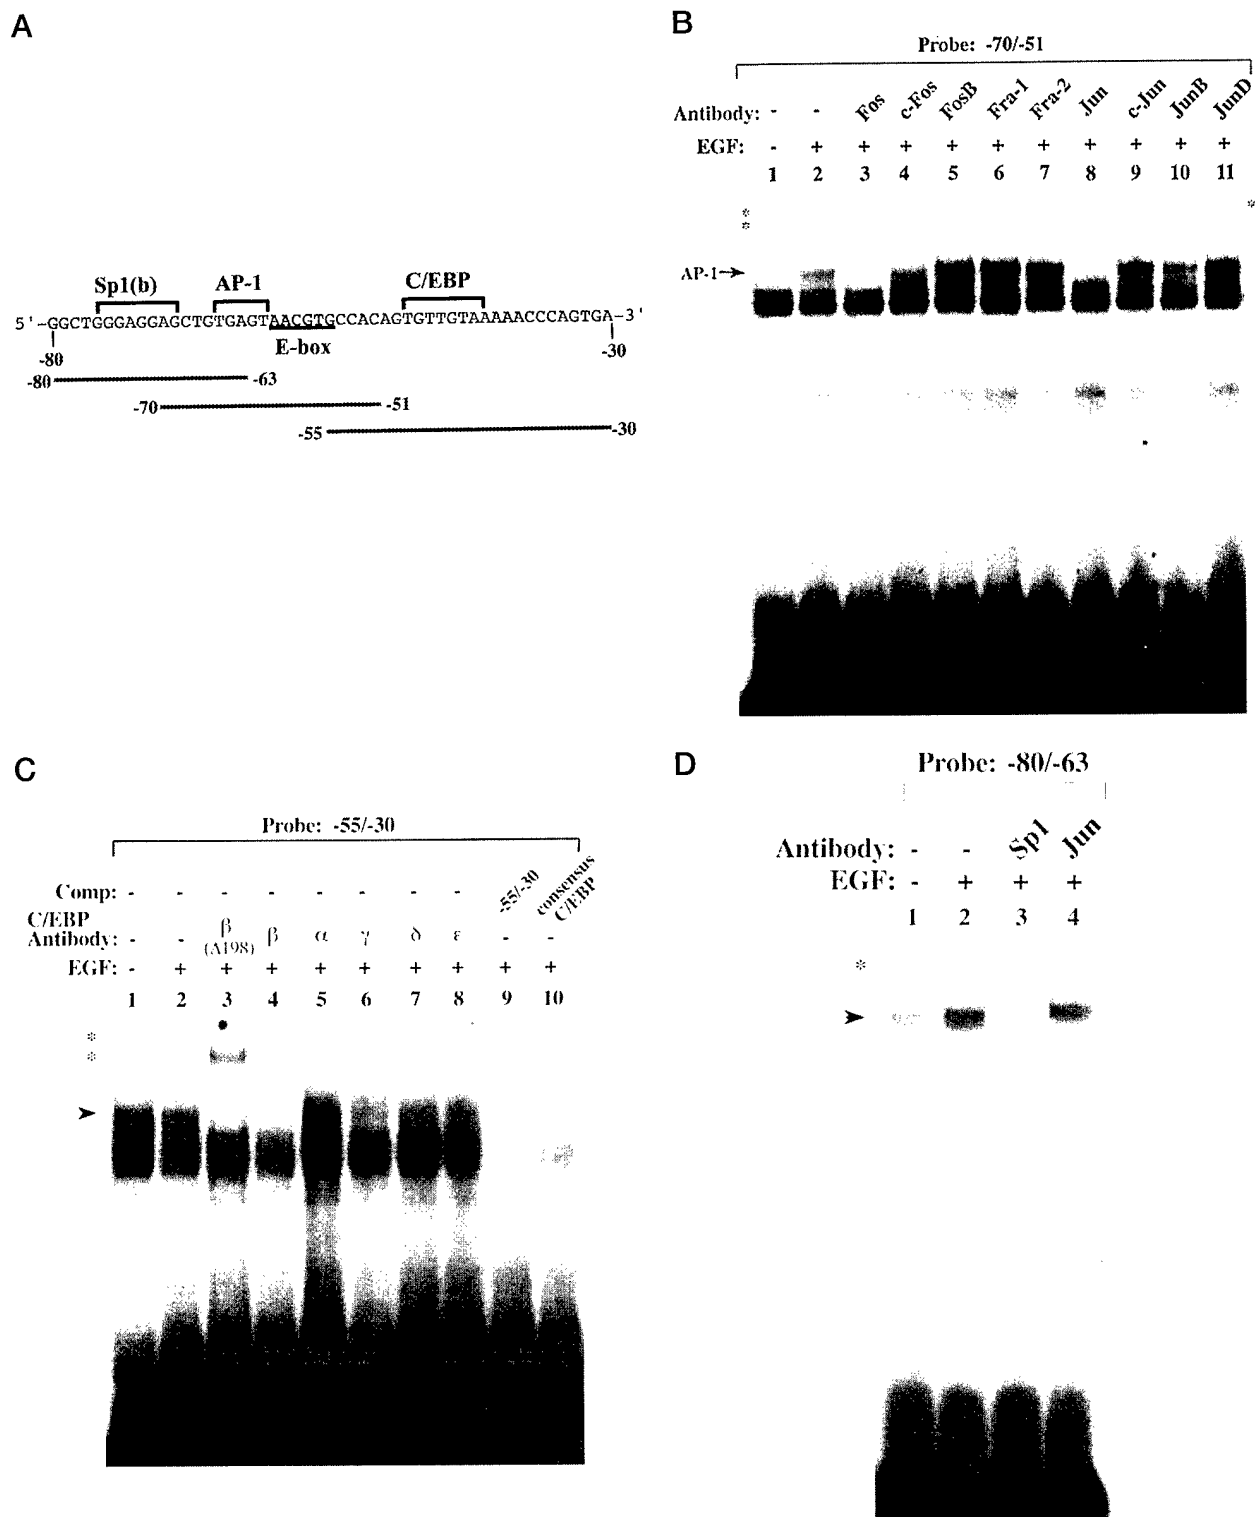 A
Sp1(b) AP-1 C/EBP
5'-GGCTGGGAGGAGCTGTGAGTAACGTGCCACAGTGTTGTAAAAACCCAGTGA-3'
E-box
-80 -30
-80 -63
-70 -51
-55 -30
B
Probe: -70/-51
Antibody: - - Fos c-Fos FosB Fra-1 Fra-2 Jun c-Jun JunB JunD
EGF: - + + + + + + + + + +
1 2 3 4 5 6 7 8 9 10 11
* *
*
AP-1
C
Probe: -55/-30
Comp: - - - - - - - - -55/-30 consensus C/EBP
C/EBP
Antibody: - - β (A198) β α γ δ ε - -
EGF: - + + + + + + + + +
1 2 3 4 5 6 7 8 9 10
*
*
D
Probe: -80/-63
Antibody: - - Sp1 Jun
EGF: - + + +
1 2 3 4
*